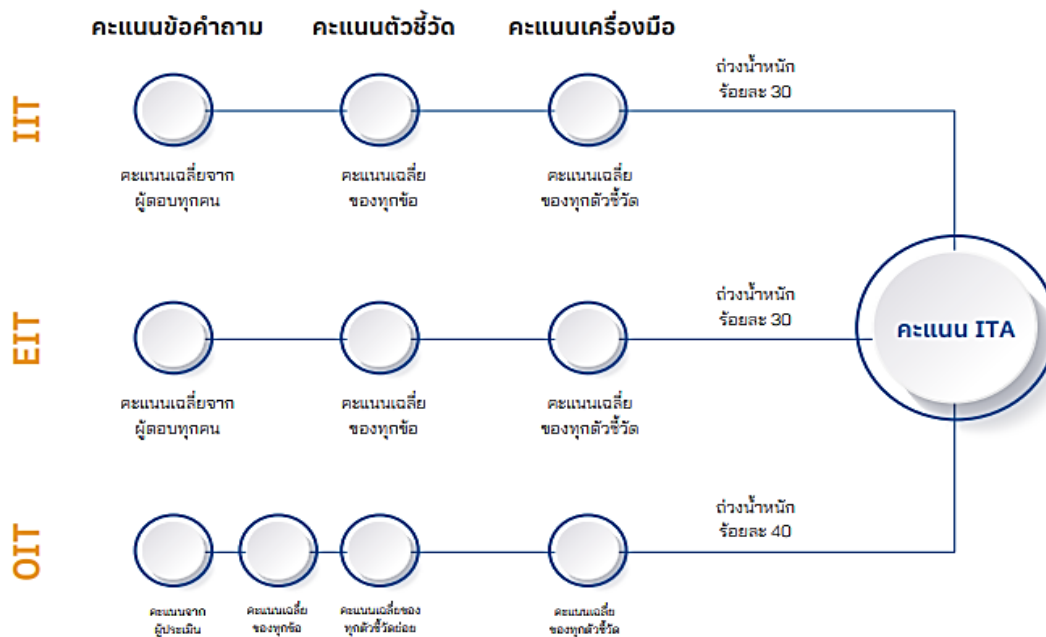 คะแนนข้อคำถาม คะแนนตัวชี้วัด คะแนนเครื่องมือ
IIT
ถ่วงน้ำหนัก
ร้อยละ 30
คะแนนเฉลี่ยจาก
ผู้ตอบทุกคน
คะแนนเฉลี่ย
ของทุกข้อ
คะแนนเฉลี่ย
ของทุกตัวชี้วัด
EIT
ถ่วงน้ำหนัก
ร้อยละ 30
คะแนน ITA
คะแนนเฉลี่ยจาก
ผู้ตอบทุกคน
คะแนนเฉลี่ย
ของทุกข้อ
คะแนนเฉลี่ย
ของทุกตัวชี้วัด
OIT
ถ่วงน้ำหนัก
ร้อยละ 40
คะแนนจาก
ผู้ประเมิน
คะแนนเฉลี่ย
ของทุกข้อ
คะแนนเฉลี่ยของ
ทุกตัวชี้วัดย่อย
คะแนนเฉลี่ย
ของทุกตัวชี้วัด